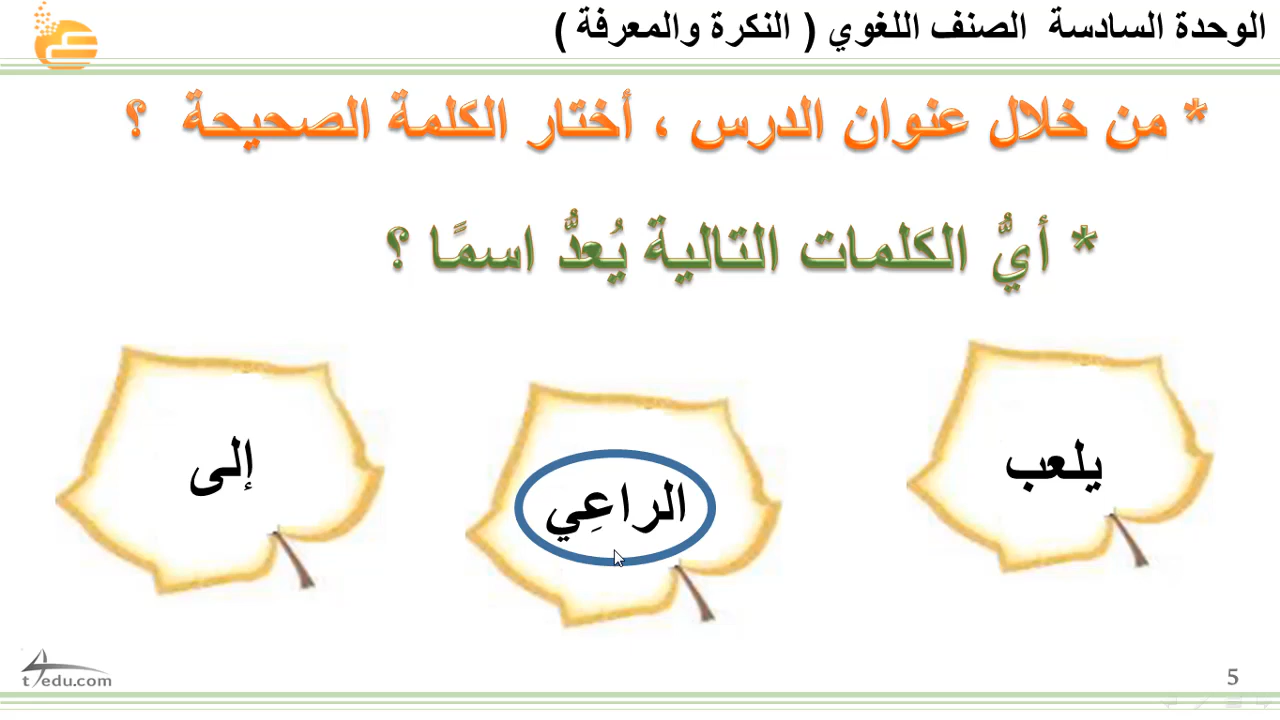 الوحدة السادسة الصنف اللغوي ( النكرة والمعرفة )
* من خلال عنوان الدرس ، أختار الكلمة الصحيحة ؟
* أيُّ الكلمات التالية يُعدُّ اسمًا ؟
يلعب
الراعِي
إلى
t4edu.com
5